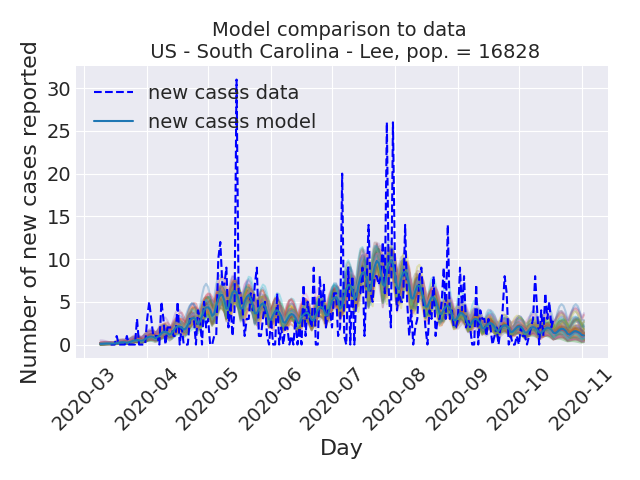 Model comparison to data
US - South Carolina - Lee, pop. = 16828
Number of new cases reported
30
25
20
15
10
5
0
new cases data
new cases model
2020-03
2020-04
2020-05
2020-06
2020-07
2020-08
2020-09
2020-10
2020-11
Day